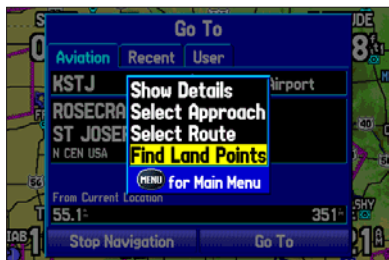 Go To
Aviation Recent User
KSTJ
Airport
ROSECRA
ST JOSE
N CEN USA
Show Details
Select Approach
Select Route
Find Land Points
MENU for Main Menu
From Current Location
55.1
351
Stop Navigation Go To